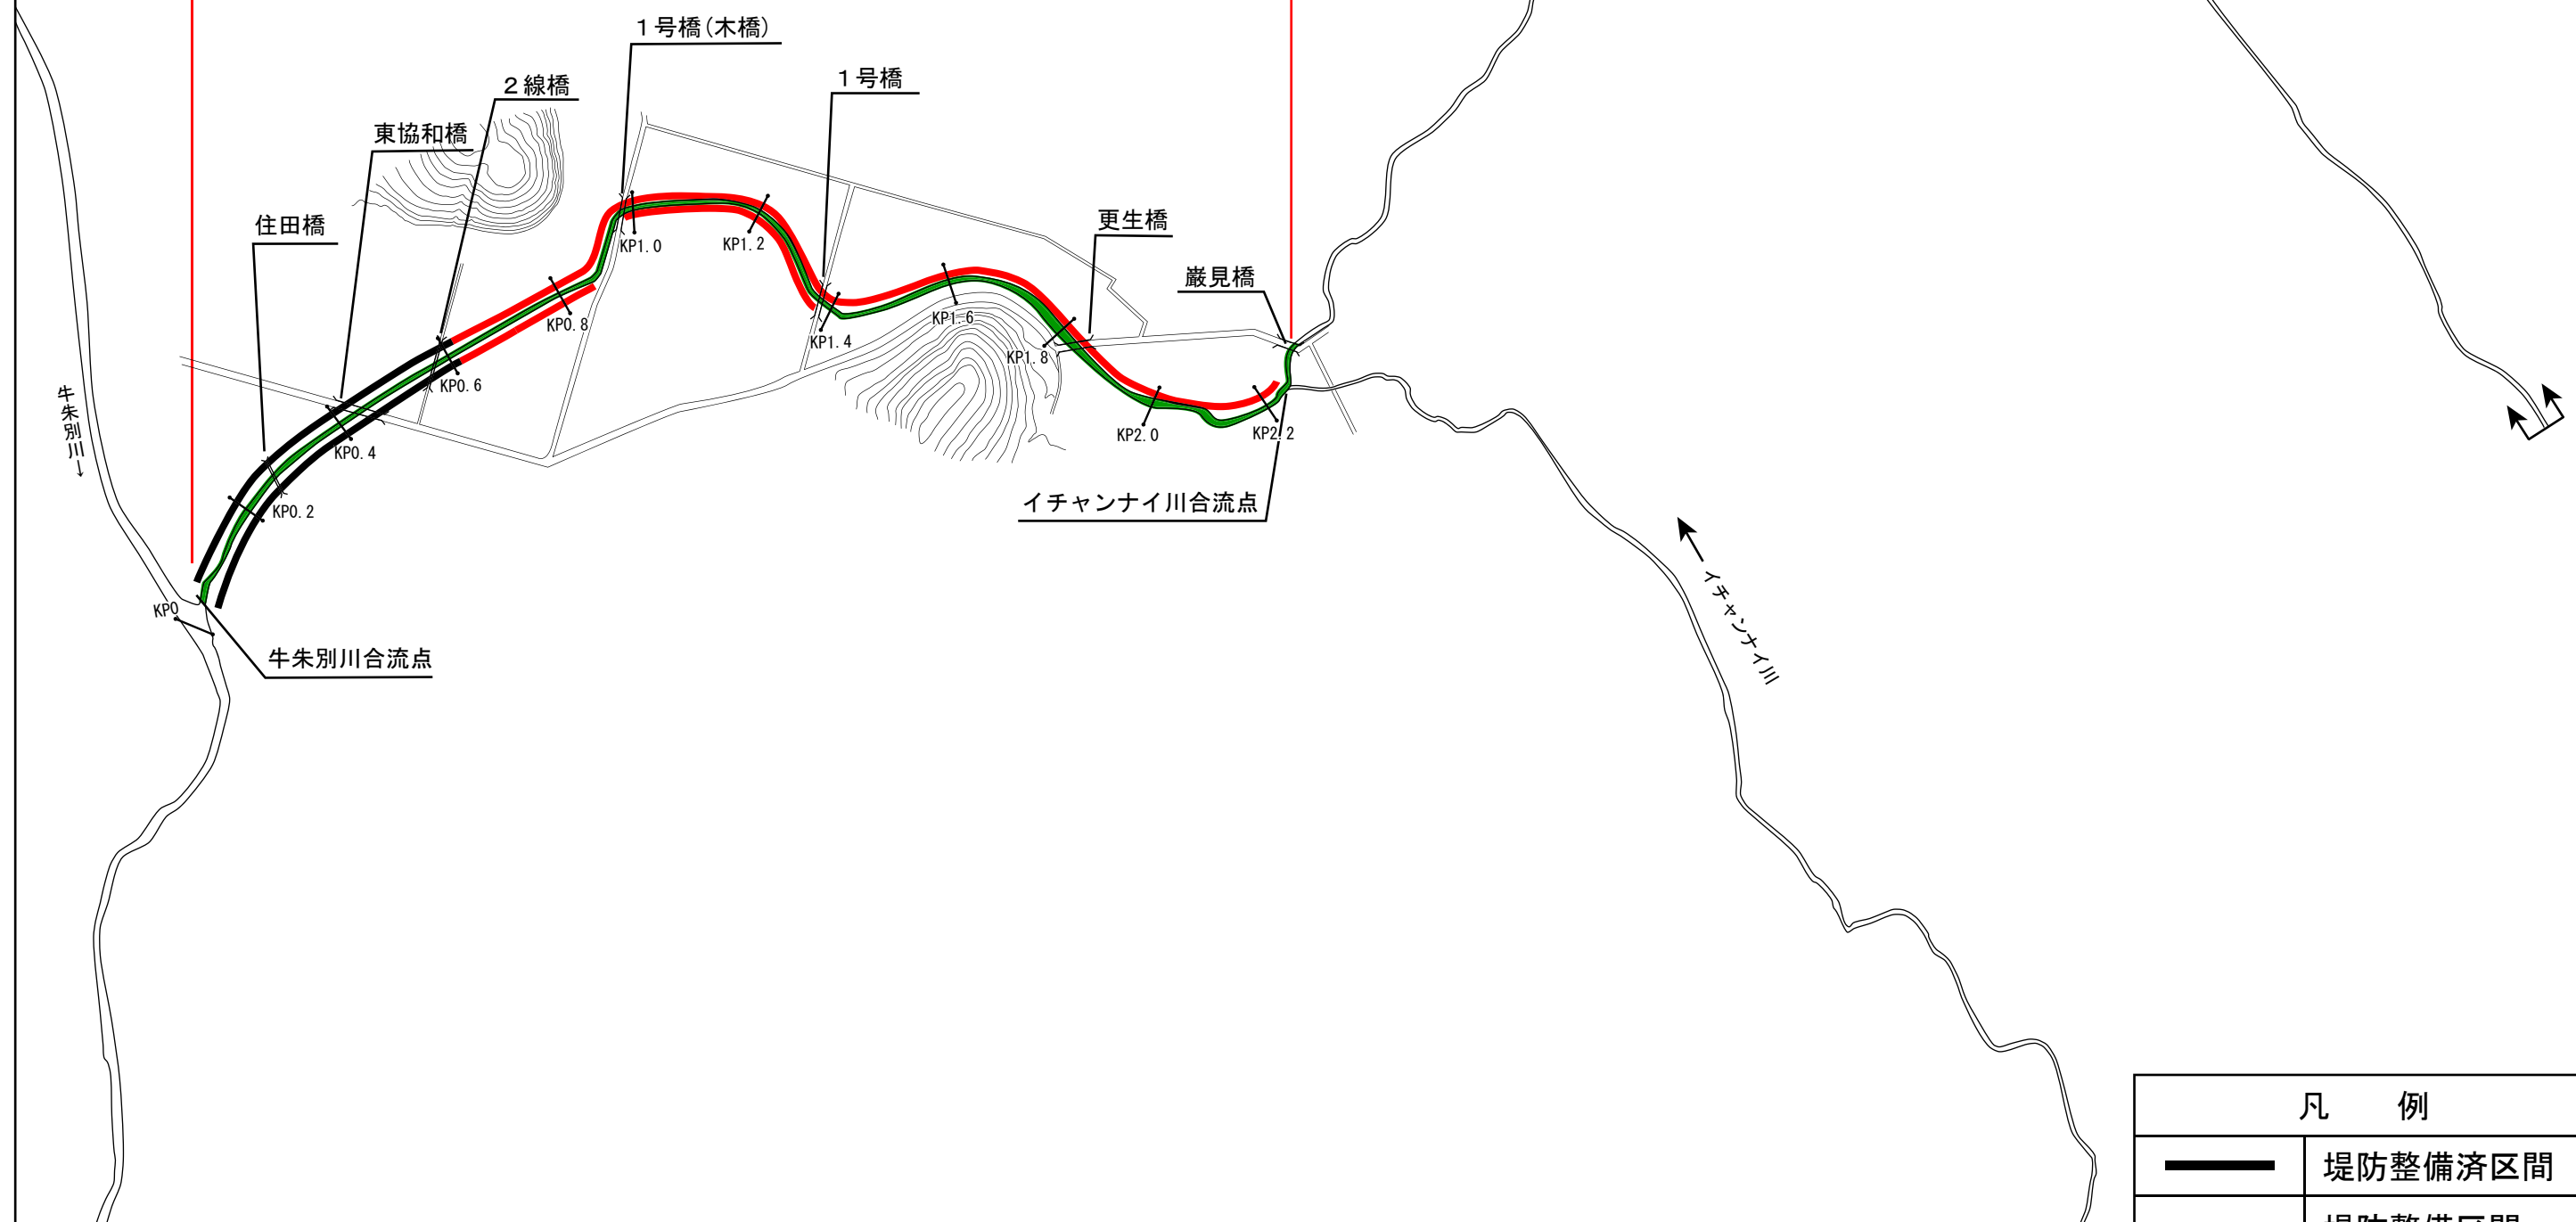 １号橋(木橋)
１号橋
２線橋
東協和橋
住田橋
更生橋
巌見橋
KP1.0
KP1.2
KP0.8
KP1.6
KP1.4
KP1.8
KP0.6
KP0.4
KP2.0
KP2.2
KP0.2
牛朱別川→
イチャンナイ川合流点
KP0
イチャンナイ川
牛朱別川合流点
凡　例
堤防整備済区間